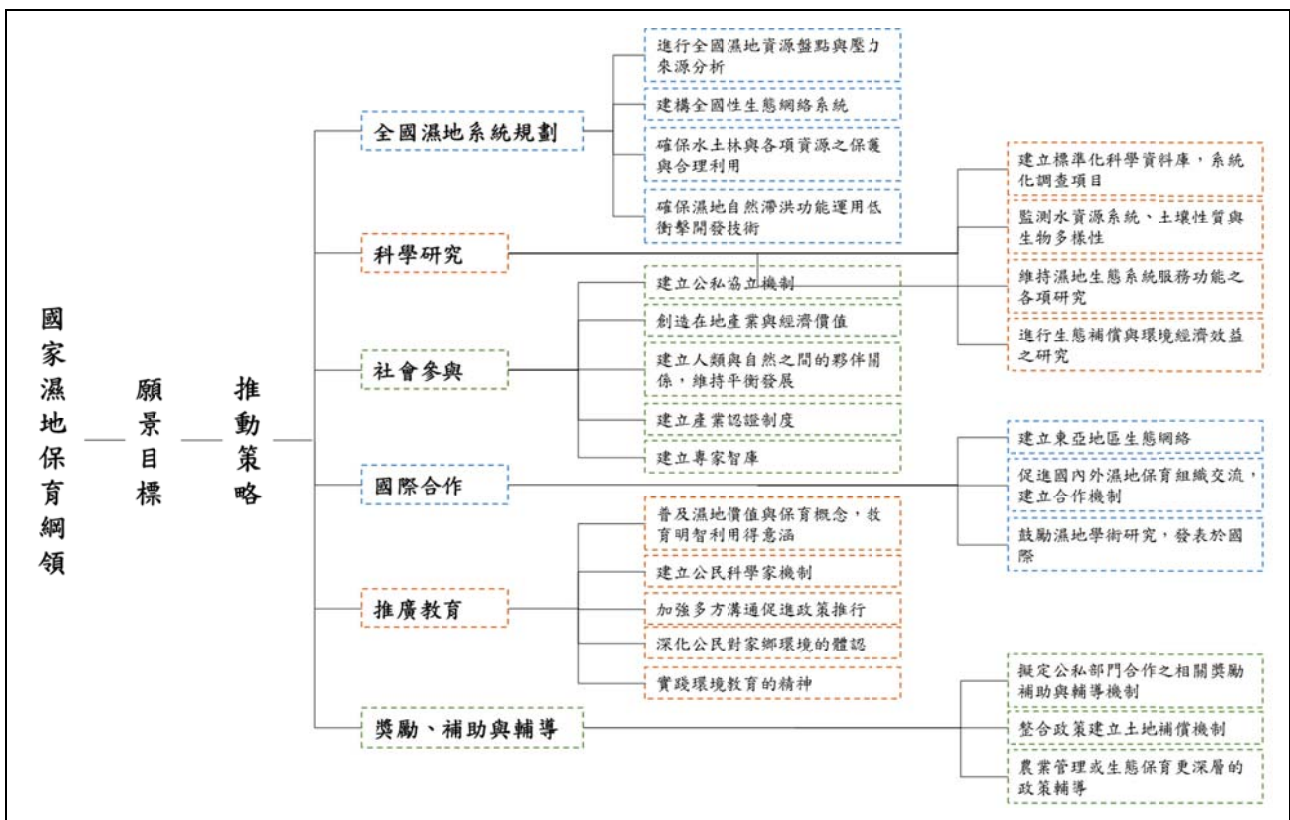 國家濕地保育綱領
願景目標
推動策略
全國濕地系統規劃
進行全國濕地資源盤點與壓力
來源分析
建構全國性生態網絡系統
確保水土林與各項資源之保護
與合理利用
確保濕地自然滯洪功能運用低
衝擊開發技術
科學研究
建立標準化科學資料庫，系統
化調查項目
監測水資源系統、土壤性質與
生物多樣性
維持濕地生態系統服務功能之
各項研究
進行生態補償與環境經濟效益
之研究
社會參與
建立公私協立機制
創造在地產業與經濟價值
建立人類與自然之間的夥伴關
係，維持平衡發展
建立產業認證制度
建立專家智庫
國際合作
建立東亞地區生態網絡
促進國內外濕地保育組織交流，
建立合作機制
鼓勵濕地學術研究，發表於國
際
推廣教育
普及濕地價值與保育概念，教
育明智利用得意涵
建立公民科學家機制
加強多方溝通促進政策推行
深化公民對家鄉環境的體認
實踐環境教育的精神
獎勵、補助與輔導
擬定公私部門合作之相關獎勵
補助與輔導機制
整合政策建立土地補償機制
農業管理或生態保育更深層的
政策輔導